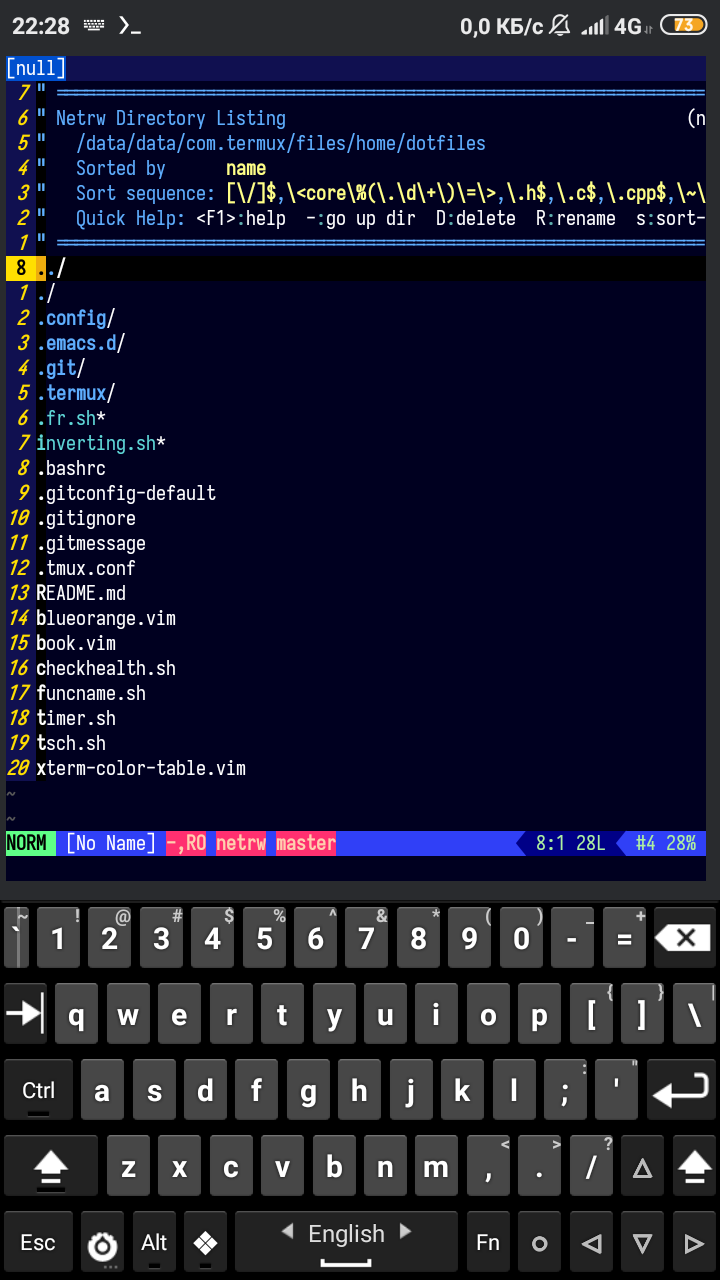 22:28 0,0 КБ/с 4G 73
[null]
7 " ================================================================
6 " Netrw Directory Listing (n
5 "   /data/data/com.termux/files/home/dotfiles
4 "   Sorted by      name
3 "   Sort sequence: [\/]$,\<core\%(\.\d\+\)\=\>,\.h$,\.c$,\.cpp$,\~\
2 "   Quick Help: <F1>:help  -:go up dir  D:delete  R:rename  s:sort-
1 " ================================================================
8 ../
1 ./
2 .config/
3 .emacs.d/
4 .git/
5 .termux/
6 .fr.sh*
7 inverting.sh*
8 .bashrc
9 .gitconfig-default
10 .gitignore
11 .gitmessage
12 .tmux.conf
13 README.md
14 blueorange.vim
15 book.vim
16 checkhealth.sh
17 funcname.sh
18 timer.sh
19 tsch.sh
20 xterm-color-table.vim
~
~
NORM [No Name] -,RO netrw master 8:1 28L #4 28%
` ~ 1 ! 2 @ 3 # 4 $ 5 % 6 ^ 7 & 8 * 9 ( 0 ) - _ = +
q w e r t y u i o p [ { ] } \ |
Ctrl a s d f g h j k l ; : ' "
z x c v b n m , < . > / ?
Esc Alt English Fn